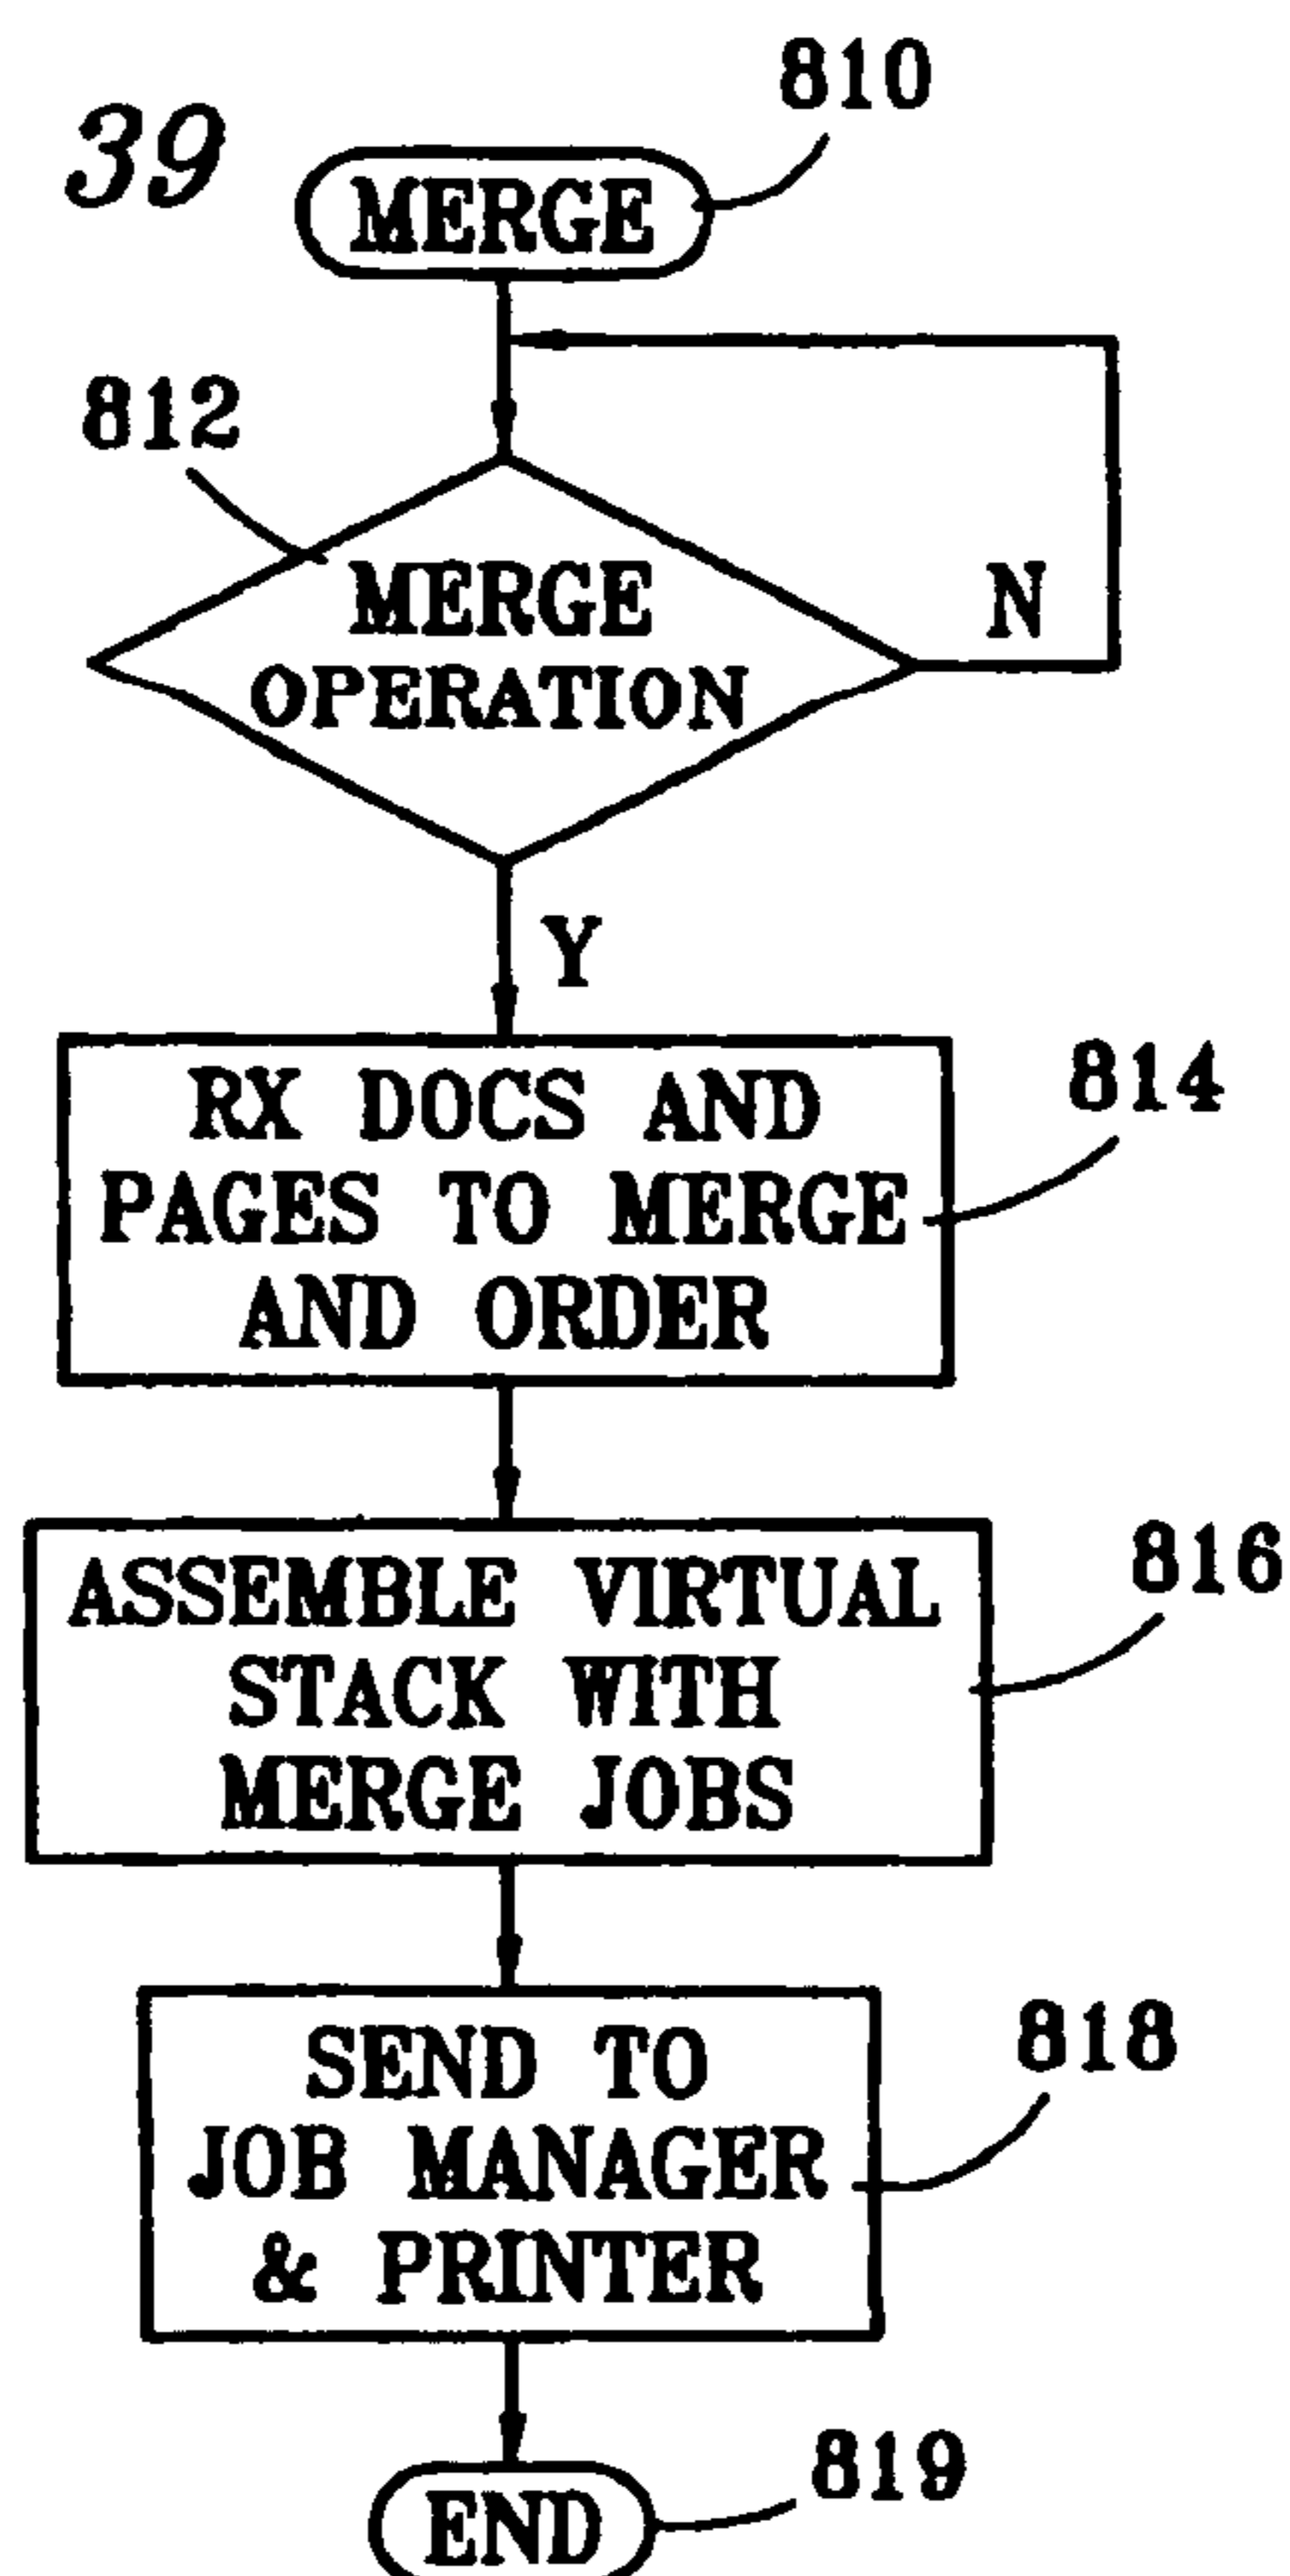 810
39
MERGE
812
MERGE
OPERATION
N
Y
RX DOCS AND
PAGES TO MERGE
AND ORDER
814
ASSEMBLE VIRTUAL
STACK WITH
MERGE JOBS
816
SEND TO
JOB MANAGER
& PRINTER
818
END
819